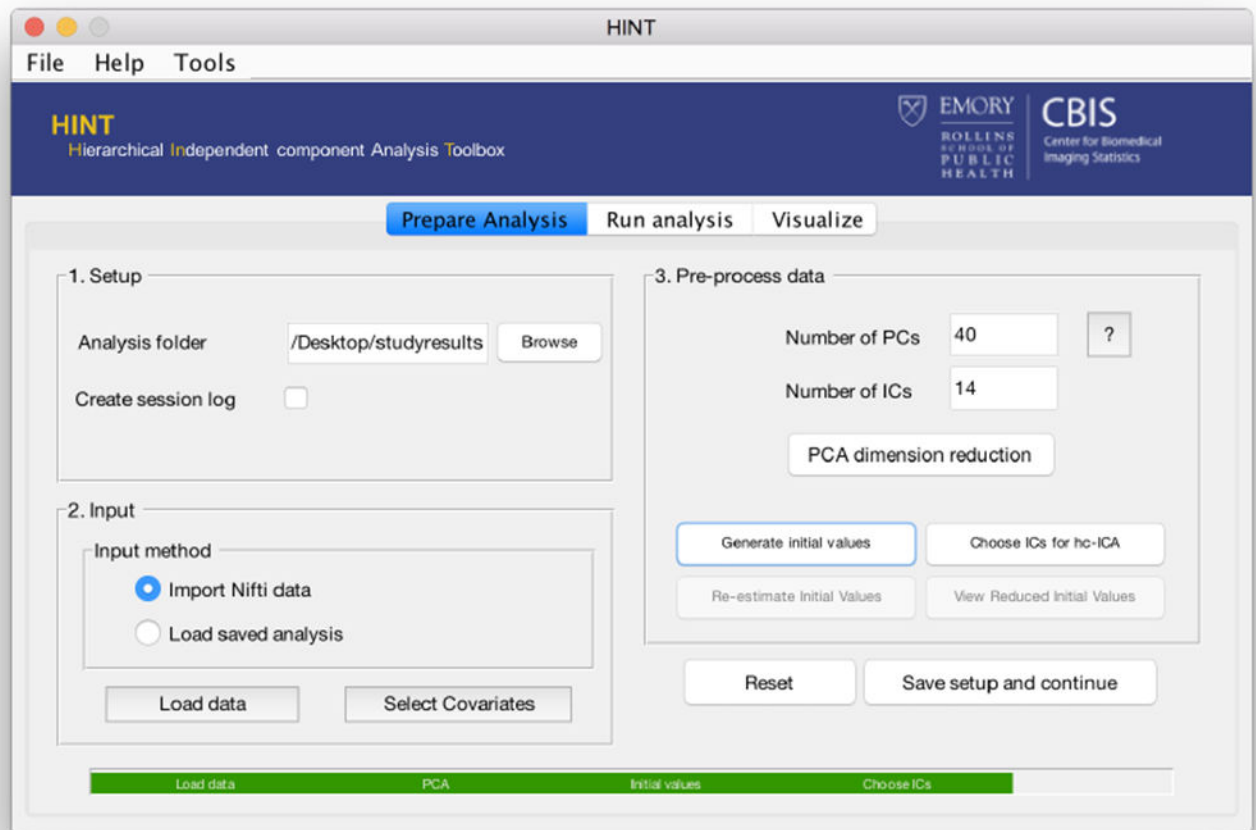 HINT
File Help Tools
HINT
Hierarchical Independent component Analysis Toolbox
EMORY
ROLLINS
SCHOOL OF
PUBLIC
HEALTH
CBIS
Center for Biomedical
Imaging Statistics
Prepare Analysis Run analysis Visualize
1. Setup
Analysis folder /Desktop/studyresults Browse
Create session log
2. Input
Input method
Import Nifti data
Load saved analysis
Load data Select Covariates
3. Pre-process data
Number of PCs 40 ?
Number of ICs 14
PCA dimension reduction
Generate initial values Choose ICs for hc-ICA
Re-estimate Initial Values View Reduced Initial Values
Reset Save setup and continue
Load data PCA Initial values Choose ICs